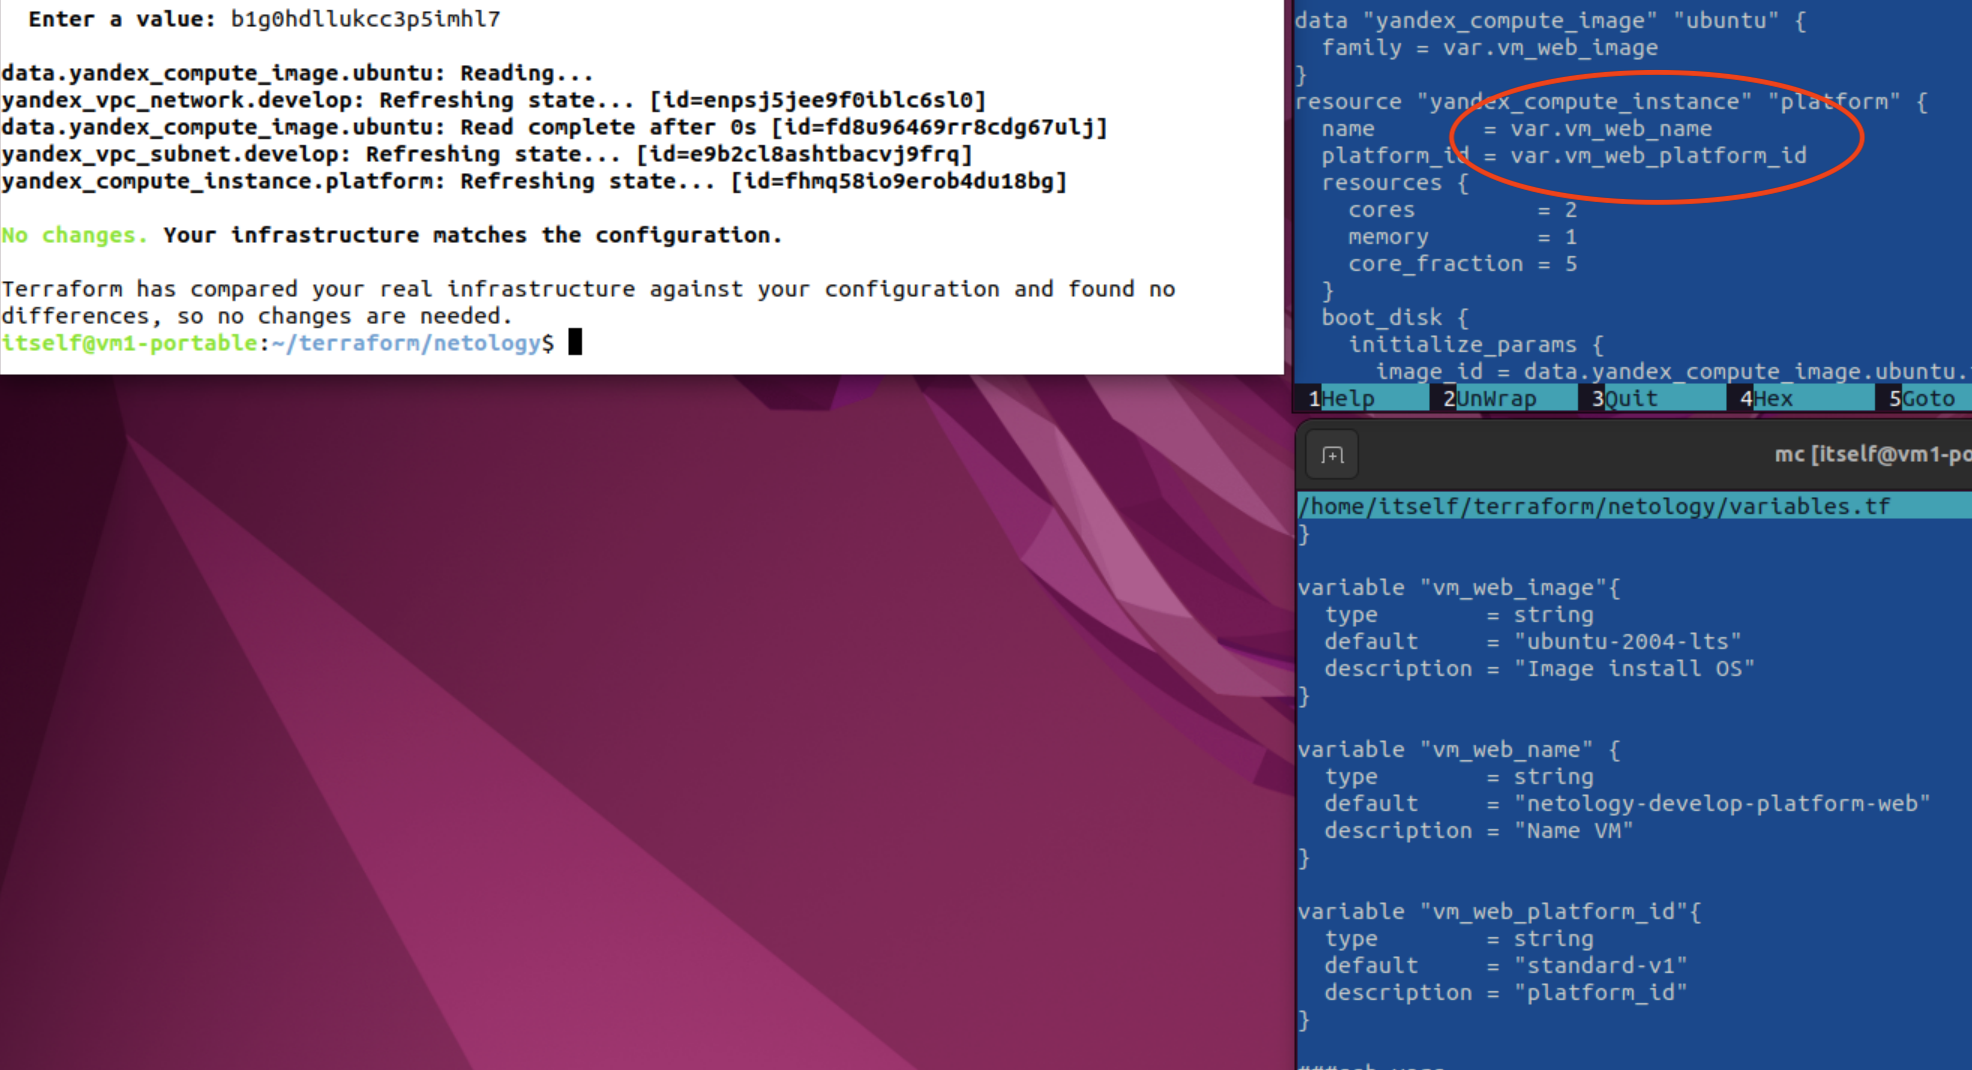 Enter a value: b1g0hdllukcc3p5imhl7
data.yandex_compute_image.ubuntu: Reading...
yandex_vpc_network.develop: Refreshing state... [id=enpsj5jee9f0iblc6sl0]
data.yandex_compute_image.ubuntu: Read complete after 0s [id=fd8u96469rr8cdg67ulj]
yandex_vpc_subnet.develop: Refreshing state... [id=e9b2cl8ashtbacvj9frq]
yandex_compute_instance.platform: Refreshing state... [id=fhmq58io9erob4du18bg]
No changes. Your infrastructure matches the configuration.
Terraform has compared your real infrastructure against your configuration and found no
differences, so no changes are needed.
itself@vm1-portable:~/terraform/netology$
data "yandex_compute_image" "ubuntu" {
  family = var.vm_web_image
}
resource "yandex_compute_instance" "platform" {
  name        = var.vm_web_name
  platform_id = var.vm_web_platform_id
  resources {
    cores         = 2
    memory        = 1
    core_fraction = 5
  }
  boot_disk {
    initialize_params {
      image_id = data.yandex_compute_image.ubuntu.
1Help 2UnWrap 3Quit 4Hex 5Goto
mc [itself@vm1-po
/home/itself/terraform/netology/variables.tf
}
variable "vm_web_image"{
  type        = string
  default     = "ubuntu-2004-lts"
  description = "Image install OS"
}
variable "vm_web_name" {
  type        = string
  default     = "netology-develop-platform-web"
  description = "Name VM"
}
variable "vm_web_platform_id"{
  type        = string
  default     = "standard-v1"
  description = "platform_id"
}